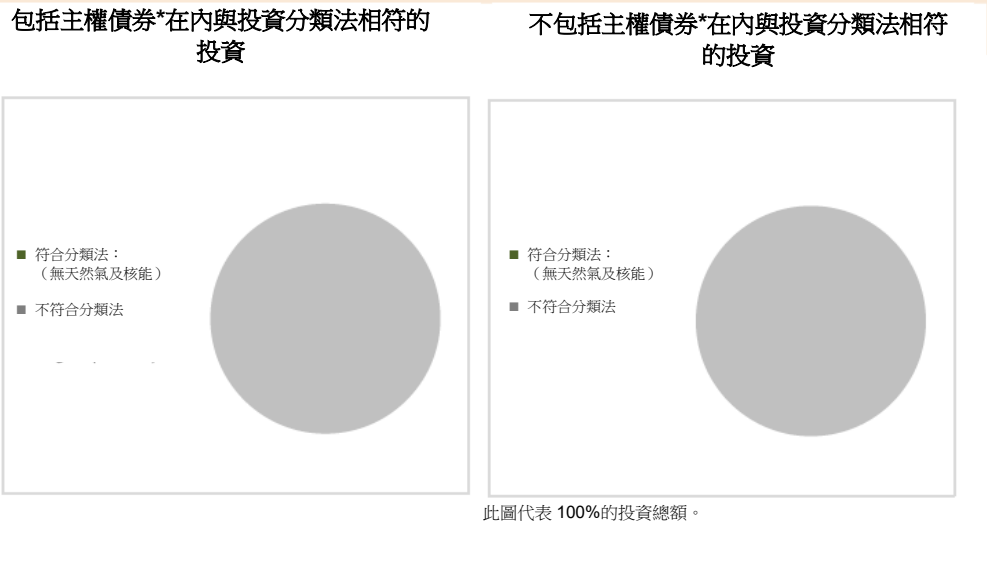 包括主權債券*在內與投資分類法相符的
投資
符合分類法：
（無天然氣及核能）
不符合分類法
不包括主權債券*在內與投資分類法相符
的投資
符合分類法：
（無天然氣及核能）
不符合分類法
此圖代表 100%的投資總額。